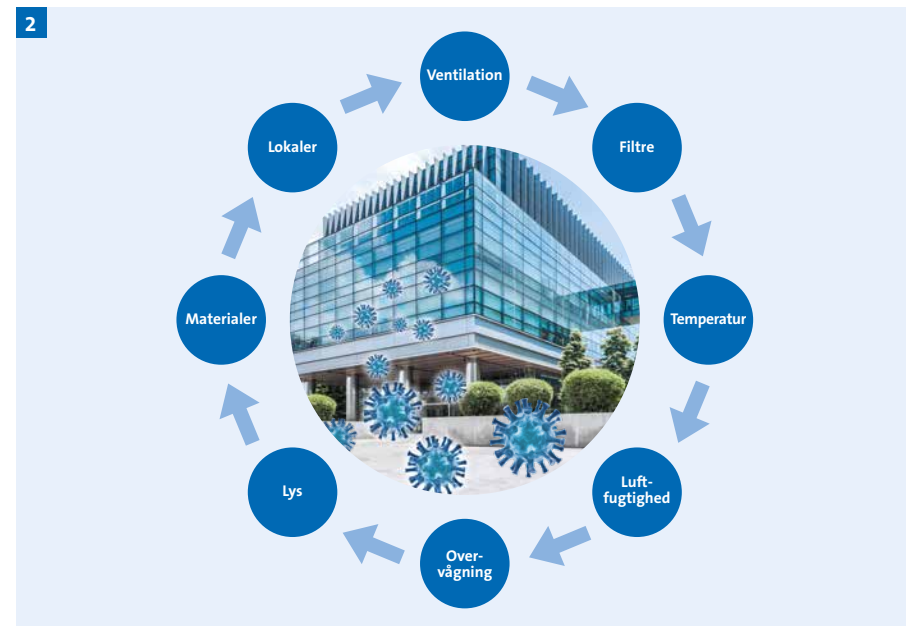 2
Ventilation
Filtre
Temperatur
Luft-
fugtighed
Over-
vågning
Lys
Materialer
Lokaler